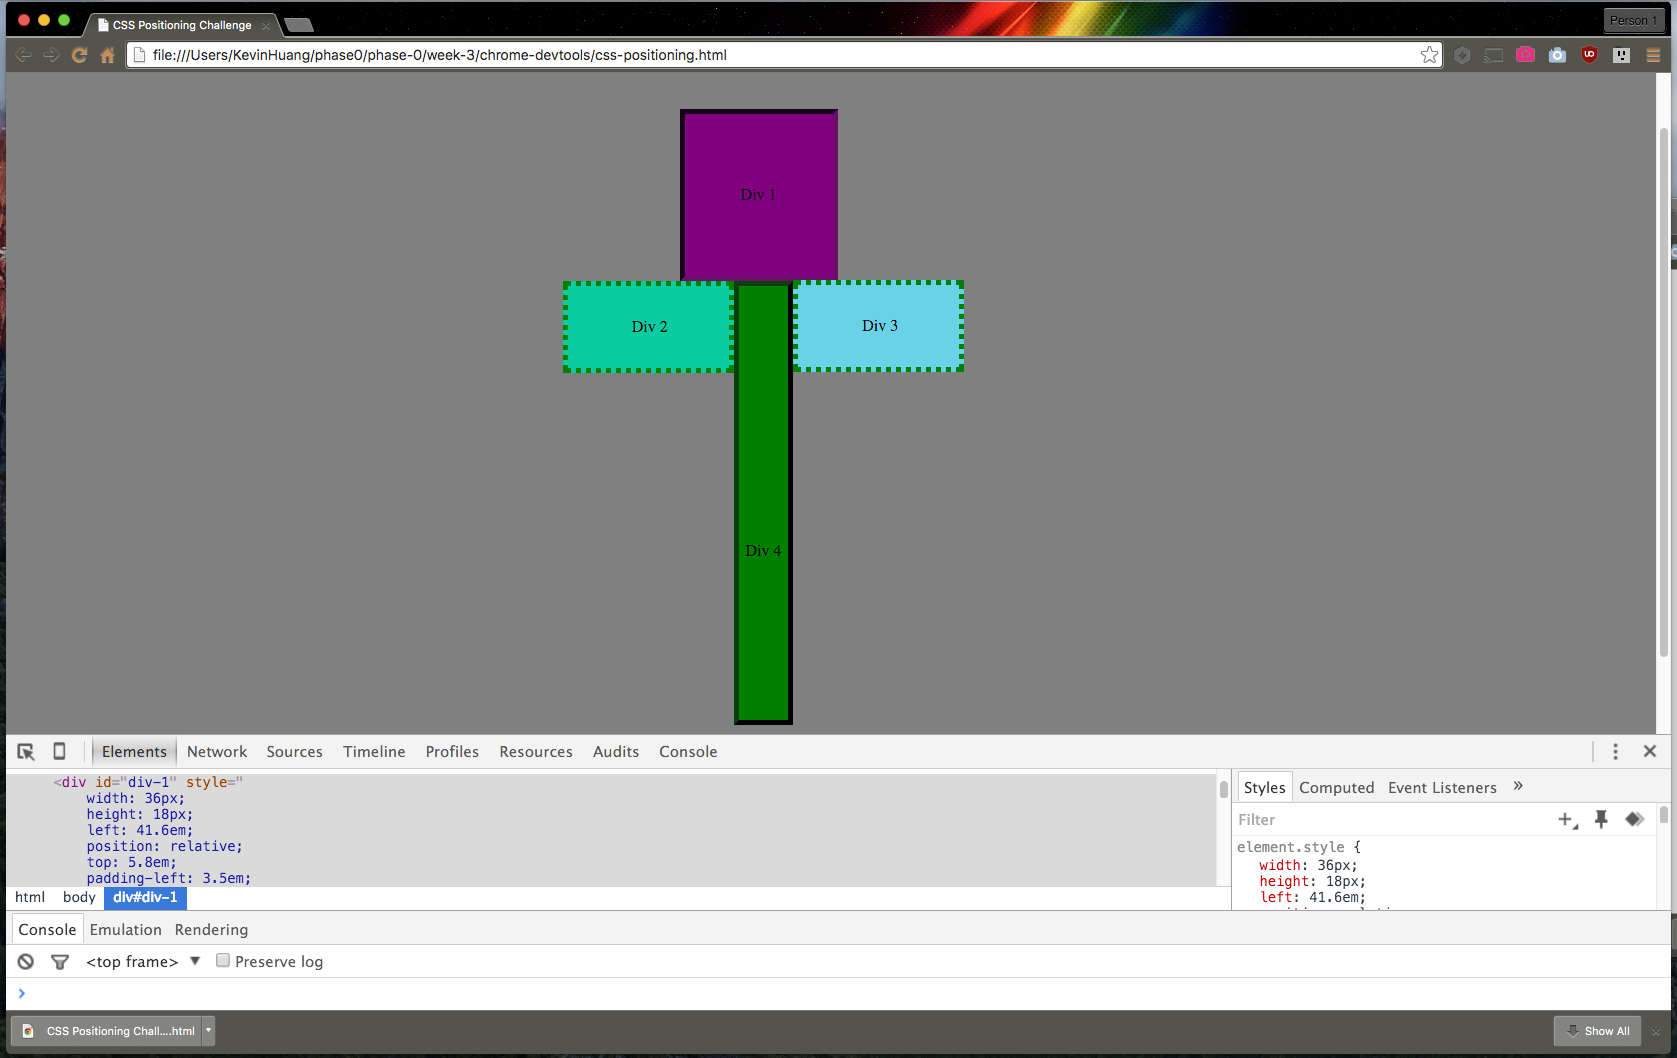 CSS Positioning Challenge
Person 1
file:///Users/KevinHuang/phase0/phase-0/week-3/chrome-devtools/css-positioning.html
Div 1
Div 2
Div 3
Div 4
Elements Network Sources Timeline Profiles Resources Audits Console
<div id="div-1" style="
width: 36px;
height: 18px;
left: 41.6em;
position: relative;
top: 5.8em;
padding-left: 3.5em;
html body div#div-1
Styles Computed Event Listeners »
Filter
element.style {
width: 36px;
height: 18px;
left: 41.6em;
Console Emulation Rendering
<top frame> ▼ Preserve log
CSS Positioning Chall....html
Show All